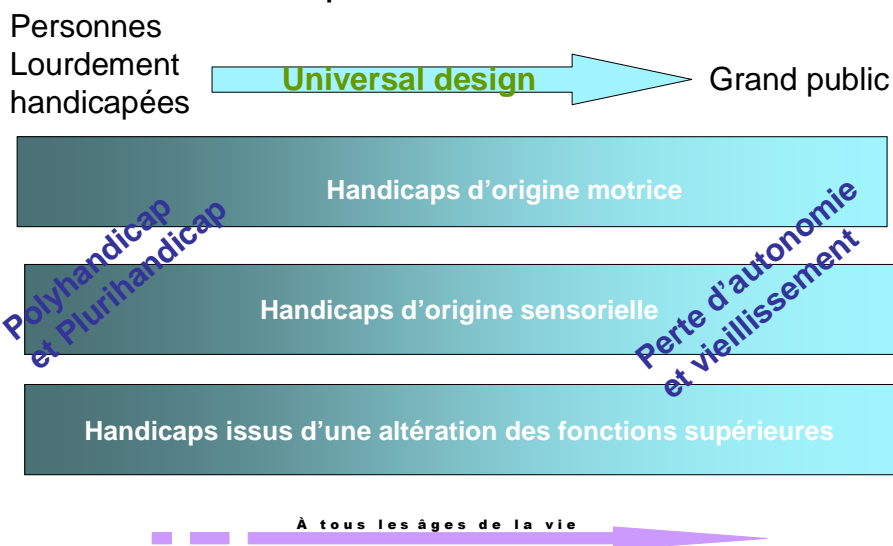 Personnes
Lourdement
handicapées
Universal design
Grand public
Handicaps d’origine motrice
Polyhandicap
et Plurihandicap
Handicaps d’origine sensorielle
Perte d’autonomie
et vieillissement
Handicaps issus d’une altération des fonctions supérieures
À tous les âges de la vie